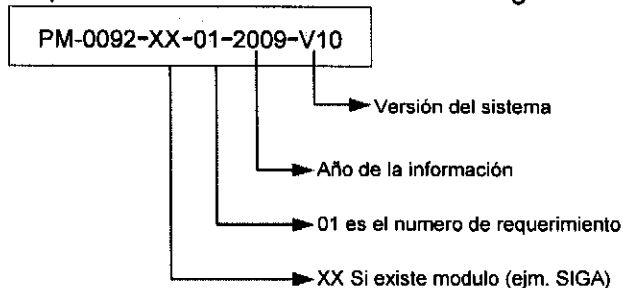 PM-0092-XX-01-2009-V10
Versión del sistema
Año de la información
01 es el numero de requerimiento
XX Si existe modulo (ejm. SIGA)